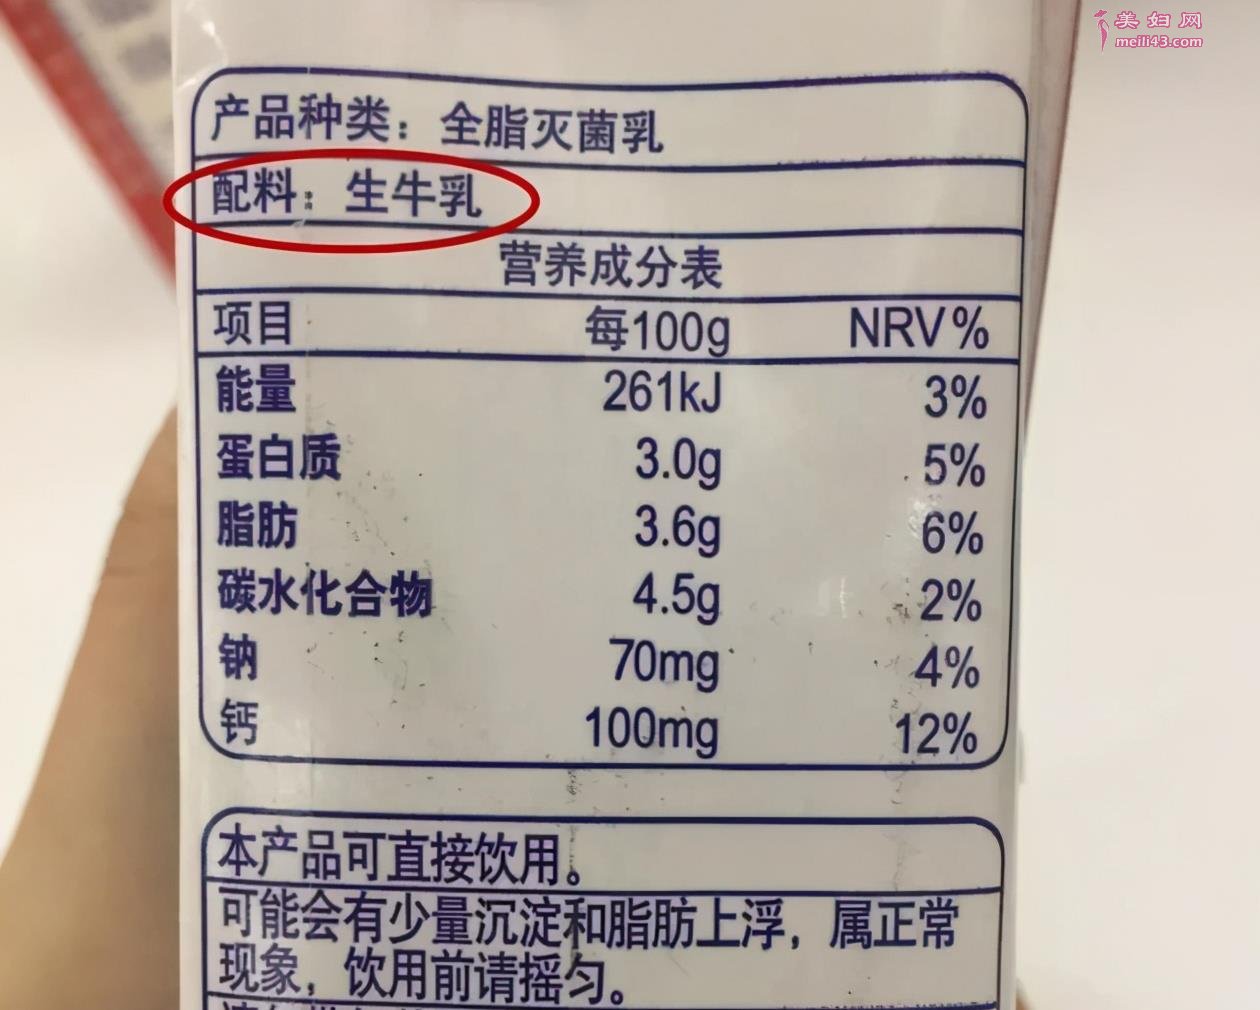 美妇网
meili43.com
产品种类：全脂灭菌乳
配料：生牛乳
营养成分表
项目 每100g NRV%
能量 261kJ 3%
蛋白质 3.0g 5%
脂肪 3.6g 6%
碳水化合物 4.5g 2%
钠 70mg 4%
钙 100mg 12%
本产品可直接饮用。
可能会有少量沉淀和脂肪上浮，属正常
现象，饮用前请摇匀。